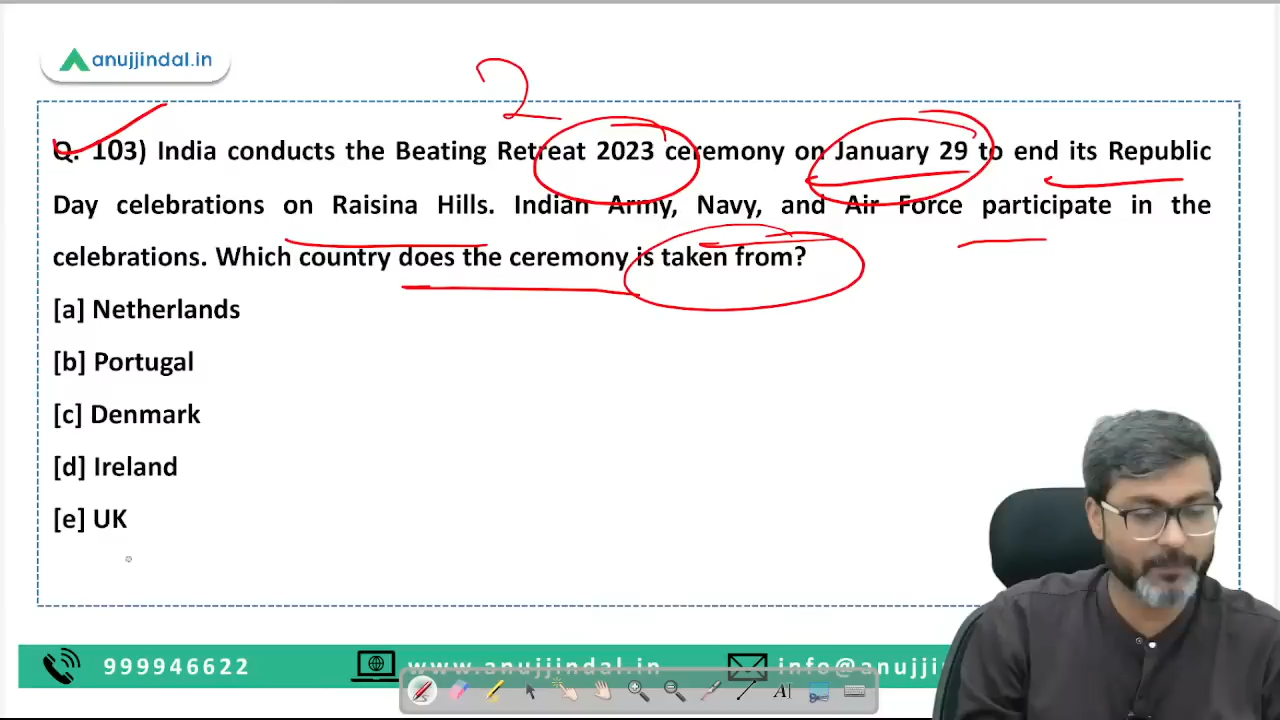 anujjindal.in
2
Q. 103) India conducts the Beating Retreat 2023 ceremony on January 29 to end its Republic
Day celebrations on Raisina Hills. Indian Army, Navy, and Air Force participate in the
celebrations. Which country does the ceremony is taken from?
[a] Netherlands
[b] Portugal
[c] Denmark
[d] Ireland
[e] UK
999946622 www.anujjindal.in
A